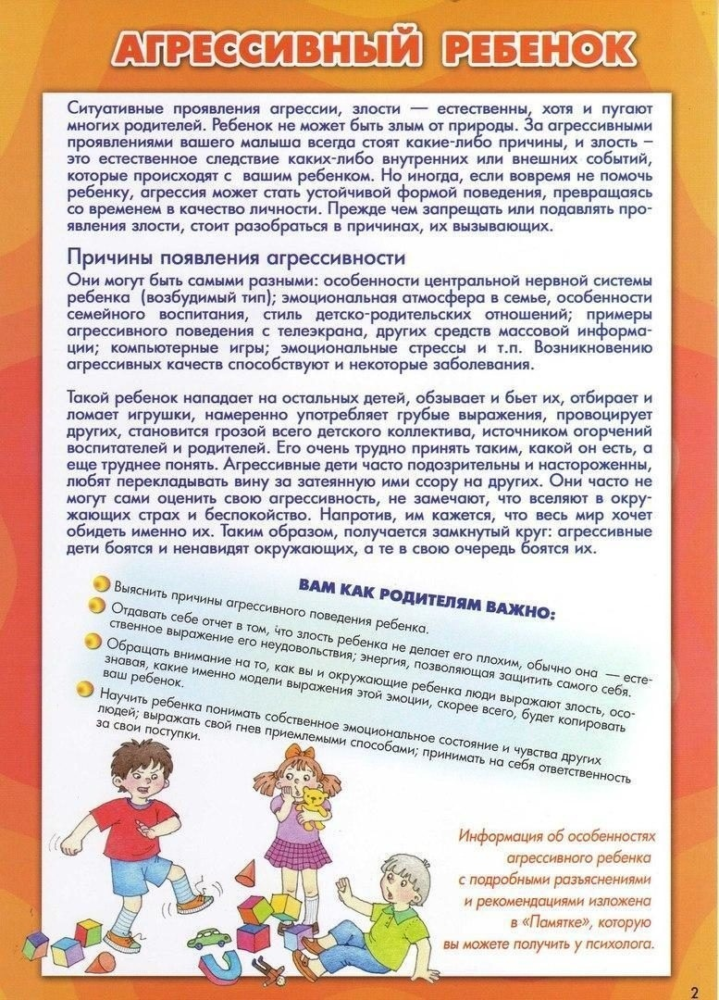 АГРЕССИВНЫЙ РЕБЕНОК
Ситуативные проявления агрессии, злости — естественны, хотя и пугают
многих родителей. Ребенок не может быть злым от природы. За агрессивными
проявлениями вашего малыша всегда стоят какие-либо причины, и злость –
это естественное следствие каких-либо внутренних или внешних событий,
которые происходят с вашим ребенком. Но иногда, если вовремя не помочь
ребенку, агрессия может стать устойчивой формой поведения, превращаясь
со временем в качество личности. Прежде чем запрещать или подавлять про-
явления злости, стоит разобраться в причинах, их вызывающих.
Причины появления агрессивности
Они могут быть самыми разными: особенности центральной нервной системы
ребенка (возбудимый тип); эмоциональная атмосфера в семье, особенности
семейного воспитания, стиль детско-родительских отношений; примеры
агрессивного поведения с телеэкрана, других средств массовой информа-
ции; компьютерные игры; эмоциональные стрессы и т.п. Возникновению
агрессивных качеств способствуют и некоторые заболевания.
Такой ребенок нападает на остальных детей, обзывает и бьет их, отбирает и
ломает игрушки, намеренно употребляет грубые выражения, провоцирует
других, становится грозой всего детского коллектива, источником огорчений
воспитателей и родителей. Его очень трудно принять таким, какой он есть, а
еще труднее понять. Агрессивные дети часто подозрительны и настороженны,
любят перекладывать вину за затеянную ими ссору на других. Они часто не
могут сами оценить свою агрессивность, не замечают, что вселяют в окру-
жающих страх и беспокойство. Напротив, им кажется, что весь мир хочет
обидеть именно их. Таким образом, получается замкнутый круг: агрессивные
дети боятся и ненавидят окружающих, а те в свою очередь боятся их.
ВАМ КАК РОДИТЕЛЯМ ВАЖНО:
Выяснить причины агрессивного поведения ребенка.
Отдавать себе отчет в том, что злость ребенка не делает его плохим, обычно она — есте-
ственное выражение его неудовольствия; энергия, позволяющая защитить самого себя.
Обращать внимание на то, как вы и окружающие ребенка люди выражают злость, осо-
знавая, какие именно модели выражения этой эмоции, скорее всего, будет копировать
ваш ребенок.
Научить ребенка понимать собственное эмоциональное состояние и чувства других
людей; выражать свой гнев приемлемыми способами; принимать на себя ответственность
за свои поступки.
Информация об особенностях
агрессивного ребенка
с подробными разъяснениями
и рекомендациями изложена
в «Памятке», которую
вы можете получить у психолога.
2